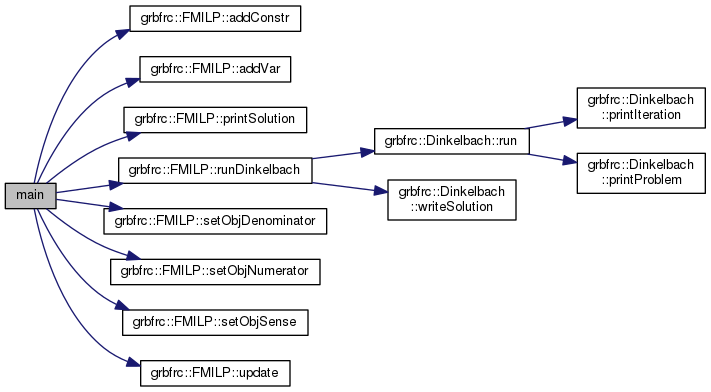 main
grbfrc::FMILP::addConstr
grbfrc::FMILP::addVar
grbfrc::FMILP::printSolution
grbfrc::FMILP::runDinkelbach
grbfrc::FMILP::setObjDenominator
grbfrc::FMILP::setObjNumerator
grbfrc::FMILP::setObjSense
grbfrc::FMILP::update
grbfrc::Dinkelbach::run
grbfrc::Dinkelbach
::writeSolution
grbfrc::Dinkelbach
::printIteration
grbfrc::Dinkelbach
::printProblem